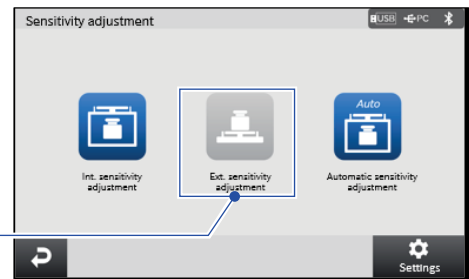 Sensitivity adjustment
USB PC
Auto
Int. sensitivity
adjustment
Ext. sensitivity
adjustment
Automatic sensitivity
adjustment
Settings